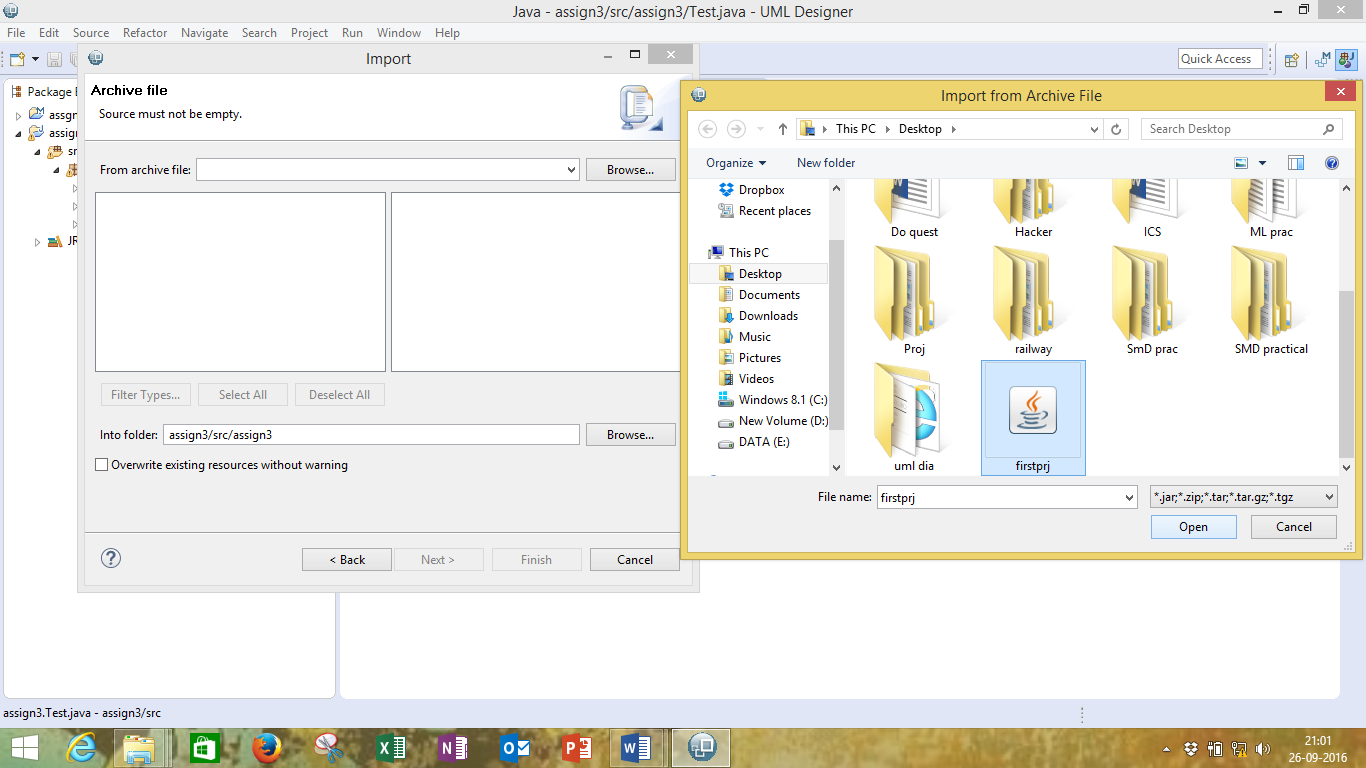 Java - assign3/src/assign3/Test.java - UML Designer
File Edit Source Refactor Navigate Search Project Run Window Help
Quick Access
Package E
assgn
assign
sr
JR
Import
Archive file
Source must not be empty.
From archive file:
Browse...
Filter Types...
Select All
Deselect All
Into folder:
assign3/src/assign3
Browse...
Overwrite existing resources without warning
< Back
Next >
Finish
Cancel
Import from Archive File
This PC
Desktop
Search Desktop
Organize
New folder
Dropbox
Recent places
This PC
Desktop
Documents
Downloads
Music
Pictures
Videos
Windows 8.1 (C:)
New Volume (D:)
DATA (E:)
Do quest
Hacker
ICS
ML prac
Proj
railway
SmD prac
SMD practical
uml dia
firstprj
File name:
firstprj
*.jar;*.zip;*.tar;*.tar.gz;*.tgz
Open
Cancel
assign3.Test.java - assign3/src
21:01
26-09-2016